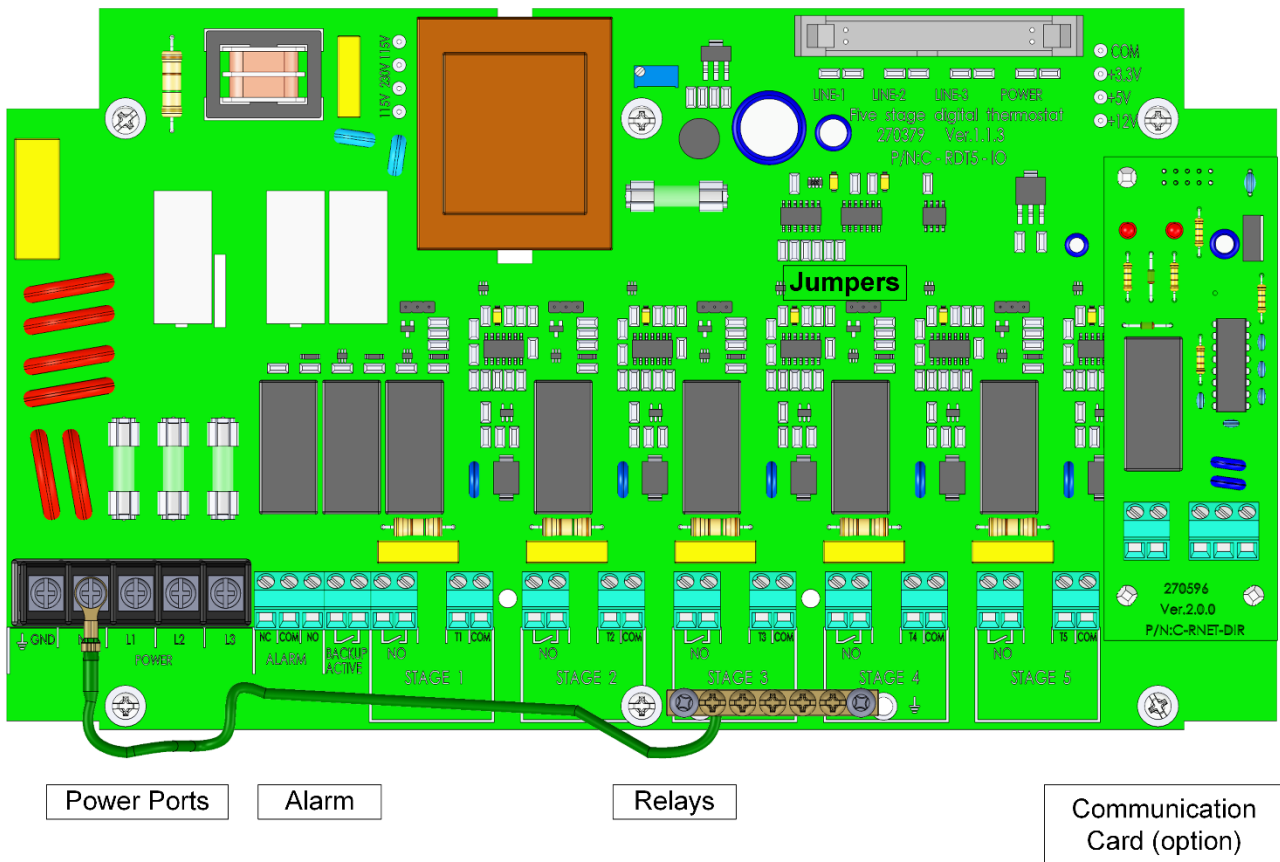 115V 230V 115V
COM
+3.3V
+5V
+12V
LINE-1 LINE-2 LINE-3 POWER
Five stage digital thermostat
270379 Ver.1.1.3
P/N:C - RDT5 - IO
Jumpers
270596
Ver.2.0.0
P/N:C-RNET-DIR
GND L1 L2 L3
POWER
NC COM NO
ALARM
BACKUP
ACTIVE
NO T1 COM
STAGE 1
NO T2 COM
STAGE 2
NO T3 COM
STAGE 3
NO T4 COM
STAGE 4
NO T5 COM
STAGE 5
Power Ports
Alarm
Relays
Communication
Card (option)